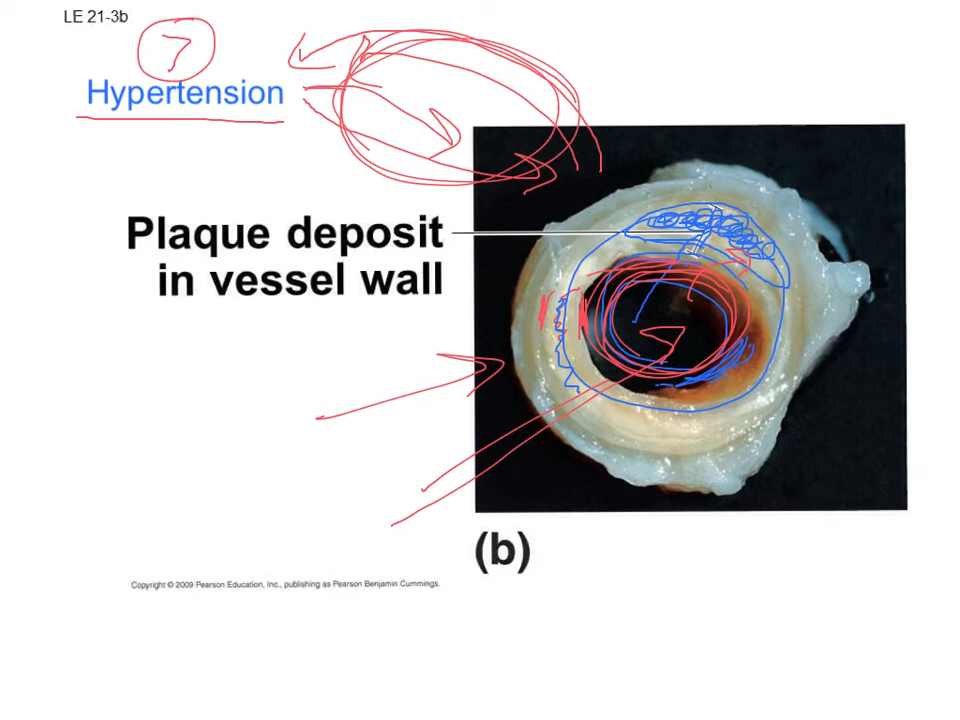 LE 21-3b
7
Hypertension
Plaque deposit
in vessel wall
(b)
Copyright © 2009 Pearson Education, Inc., publishing as Pearson Benjamin Cummings.